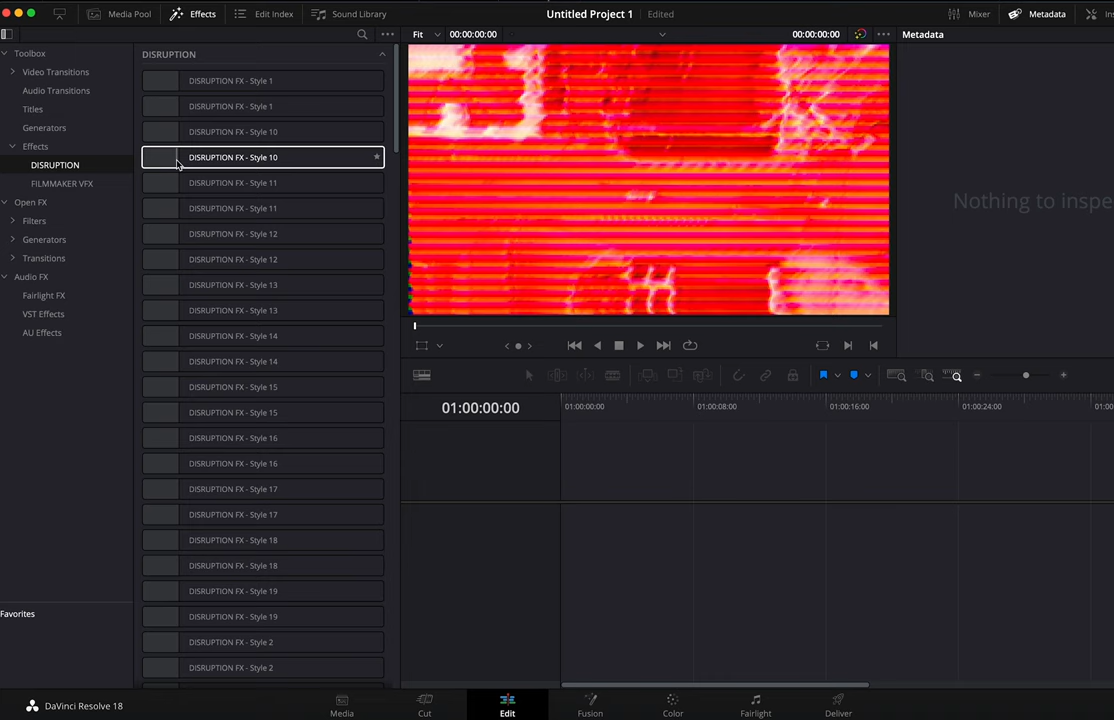 Media Pool
Effects
Edit Index
Sound Library
Untitled Project 1
Edited
Mixer
Metadata
Ins
Fit
00:00:00:00
00:00:00:00
Metadata
Toolbox
Video Transitions
Audio Transitions
Titles
Generators
Effects
DISRUPTION
FILMMAKER VFX
Open FX
Filters
Generators
Transitions
Audio FX
Fairlight FX
VST Effects
AU Effects
Favorites
DISRUPTION
DISRUPTION FX - Style 1
DISRUPTION FX - Style 1
DISRUPTION FX - Style 10
DISRUPTION FX - Style 10
DISRUPTION FX - Style 11
DISRUPTION FX - Style 11
DISRUPTION FX - Style 12
DISRUPTION FX - Style 12
DISRUPTION FX - Style 13
DISRUPTION FX - Style 13
DISRUPTION FX - Style 14
DISRUPTION FX - Style 14
DISRUPTION FX - Style 15
DISRUPTION FX - Style 15
DISRUPTION FX - Style 16
DISRUPTION FX - Style 16
DISRUPTION FX - Style 17
DISRUPTION FX - Style 17
DISRUPTION FX - Style 18
DISRUPTION FX - Style 18
DISRUPTION FX - Style 19
DISRUPTION FX - Style 19
DISRUPTION FX - Style 2
DISRUPTION FX - Style 2
Nothing to inspe
01:00:00:00
01:00:00:00
01:00:08:00
01:00:16:00
01:00:24:00
01:00
DaVinci Resolve 18
Media
Cut
Edit
Fusion
Color
Fairlight
Deliver